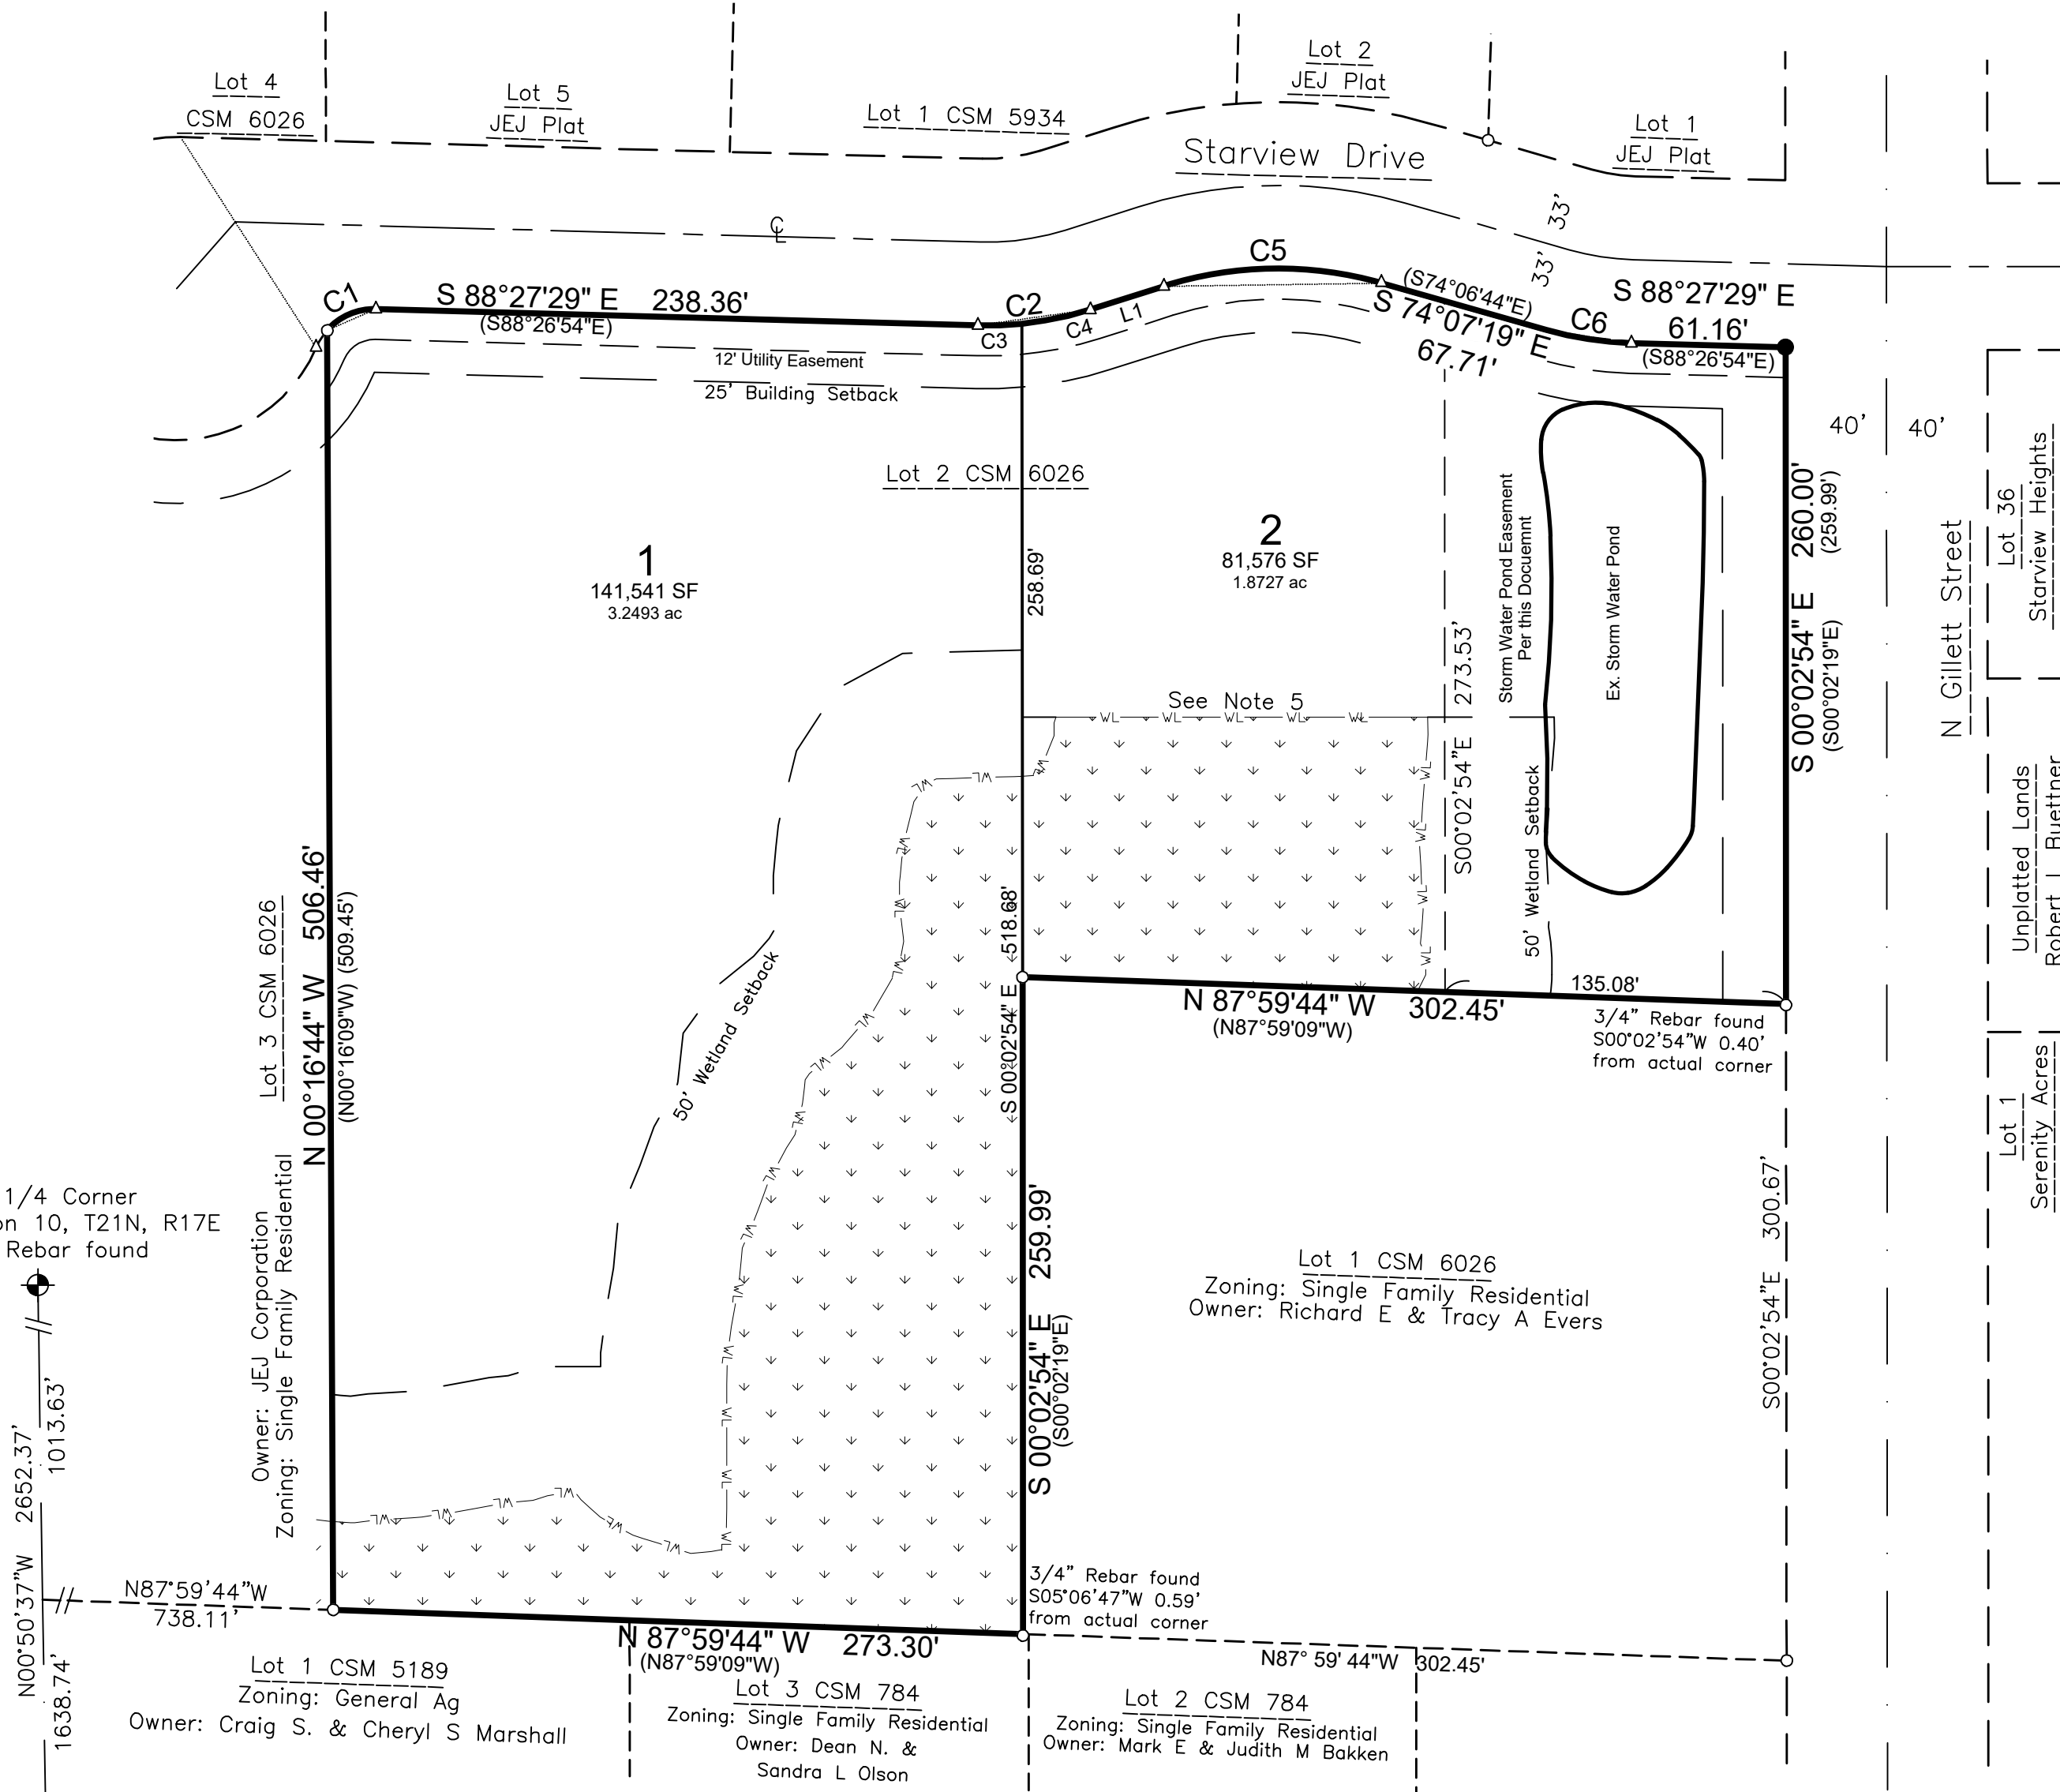 Lot 4
CSM 6026
Lot 5
JEJ Plat
Lot 1 CSM 5934
Lot 2
JEJ Plat
Lot 1
JEJ Plat
Starview Drive
33'
33'
C1
S 88°27'29" E 238.36'
(S88°26'54"E)
C2
C3
C4
L1
C5
(S74°06'44"E)
S 74°07'19" E
67.71'
C6
S 88°27'29" E
61.16'
(S88°26'54"E)
12' Utility Easement
25' Building Setback
40'
40'
Lot 2 CSM 6026
1
141,541 SF
3.2493 ac
2
81,576 SF
1.8727 ac
258.69'
518.68'
S 00°02'54" E
See Note 5
WL WL WL WL WL
S00°02'54"E 273.53'
Storm Water Pond Easement
Per this Documemt
Ex. Storm Water Pond
50' Wetland Setback
S 00°02'54" E 260.00'
(S00°02'19"E) (259.99')
N Gillett Street
Lot 36
Starview Heights
Unplatted Lands
Robert L Buettner
Lot 1
Serenity Acres
Lot 3 CSM 6026
N 00°16'44" W 506.46'
(N00°16'09"W) (509.45')
50' Wetland Setback
135.08'
N 87°59'44" W 302.45'
(N87°59'09"W)
3/4" Rebar found
S00°02'54"W 0.40'
from actual corner
Owner: JEJ Corporation
Zoning: Single Family Residential
1/4 Corner
on 10, T21N, R17E
Rebar found
S 00°02'54" E 259.99'
(S00°02'19"E)
Lot 1 CSM 6026
Zoning: Single Family Residential
Owner: Richard E & Tracy A Evers
S00°02'54"E 300.67'
N00°50'37"W 2652.37'
1013.63'
1638.74'
N87°59'44"W
738.11'
3/4" Rebar found
S05°06'47"W 0.59'
from actual corner
N 87°59'44" W 273.30'
(N87°59'09"W)
N87° 59' 44"W 302.45'
Lot 1 CSM 5189
Zoning: General Ag
Owner: Craig S. & Cheryl S Marshall
Lot 3 CSM 784
Zoning: Single Family Residential
Owner: Dean N. &
Sandra L Olson
Lot 2 CSM 784
Zoning: Single Family Residential
Owner: Mark E & Judith M Bakken